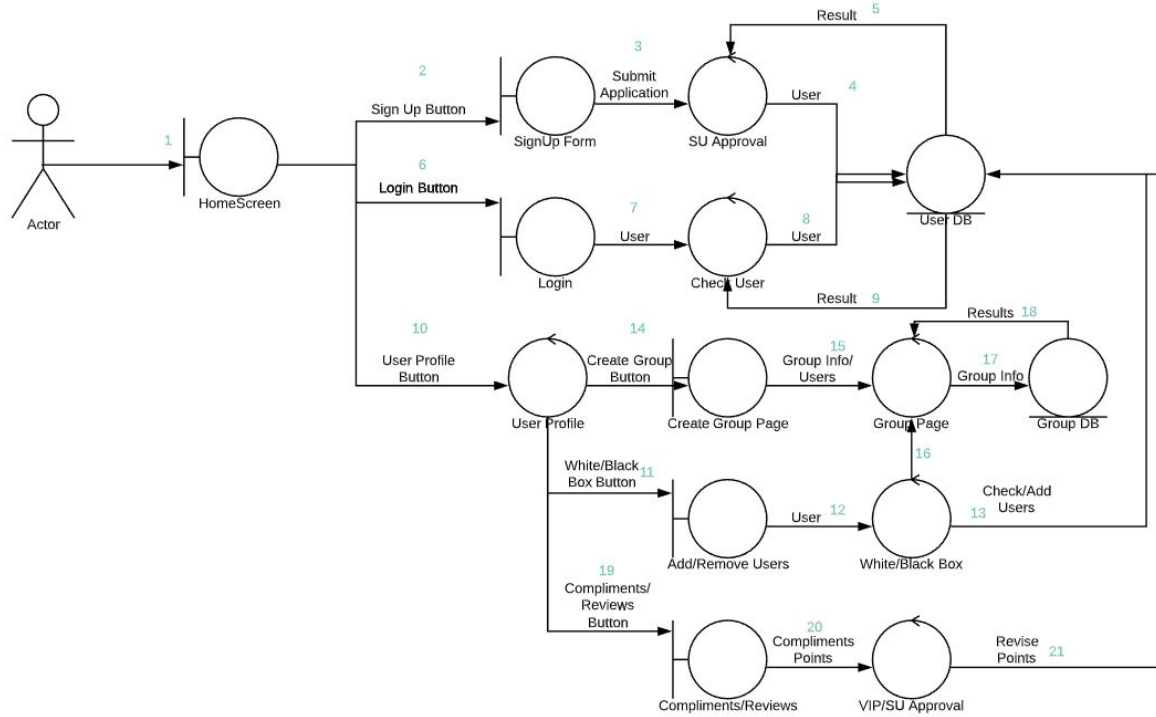 Result 5
3
2
Submit
Application
User 4
Sign Up Button
SignUp Form
SU Approval
1
6
Login Button
HomeScreen
Actor
7
User
8
User
User DB
Login
Check User
Result 9
10
14
Results 18
User Profile
Button
Create Group
Button
15
Group Info/
Users
17
Group Info
User Profile
Create Group Page
Group Page
Group DB
16
White/Black
Box Button 11
User 12
Check/Add
Users
13
Add/Remove Users
White/Black Box
19
Compliments/
Reviews
Button
20
Compliments
Points
Revise
Points 21
Compliments/Reviews
VIP/SU Approval